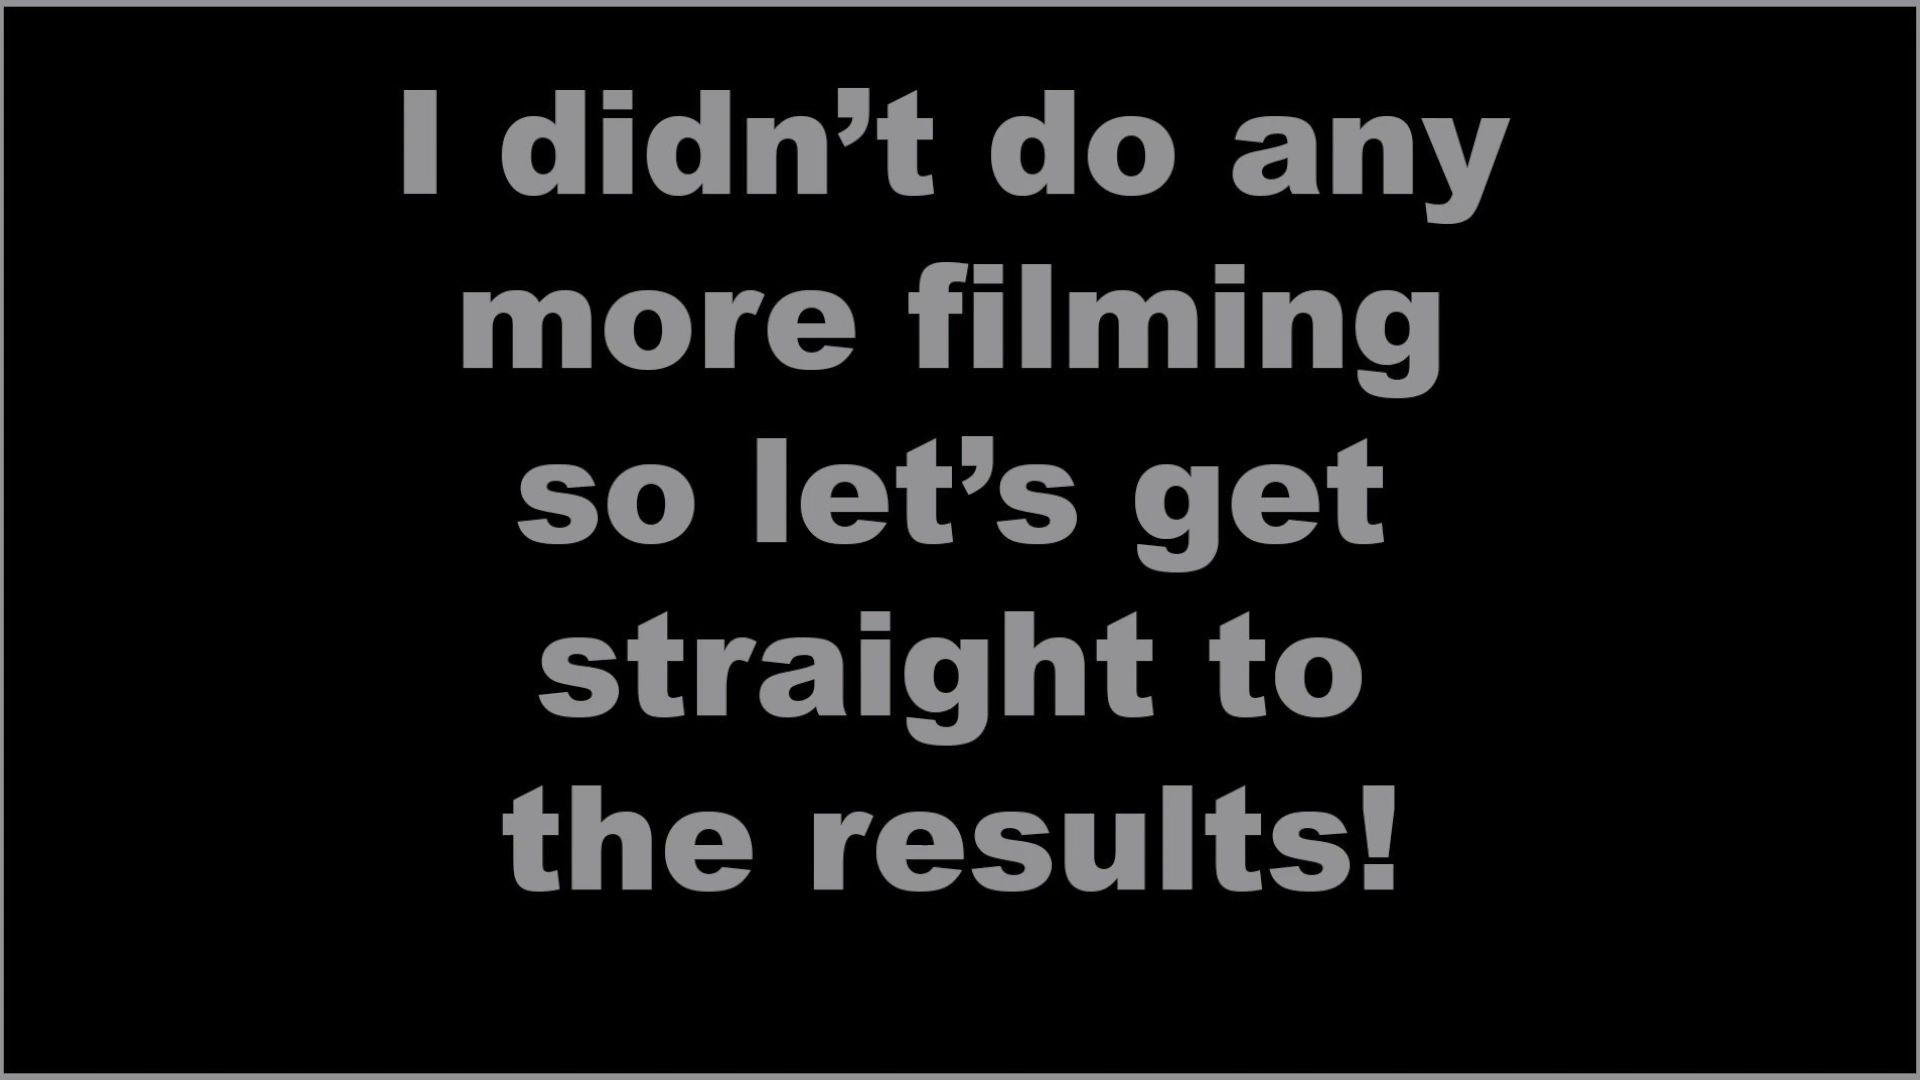 I didn’t do any
more filming
so let’s get
straight to
the results!